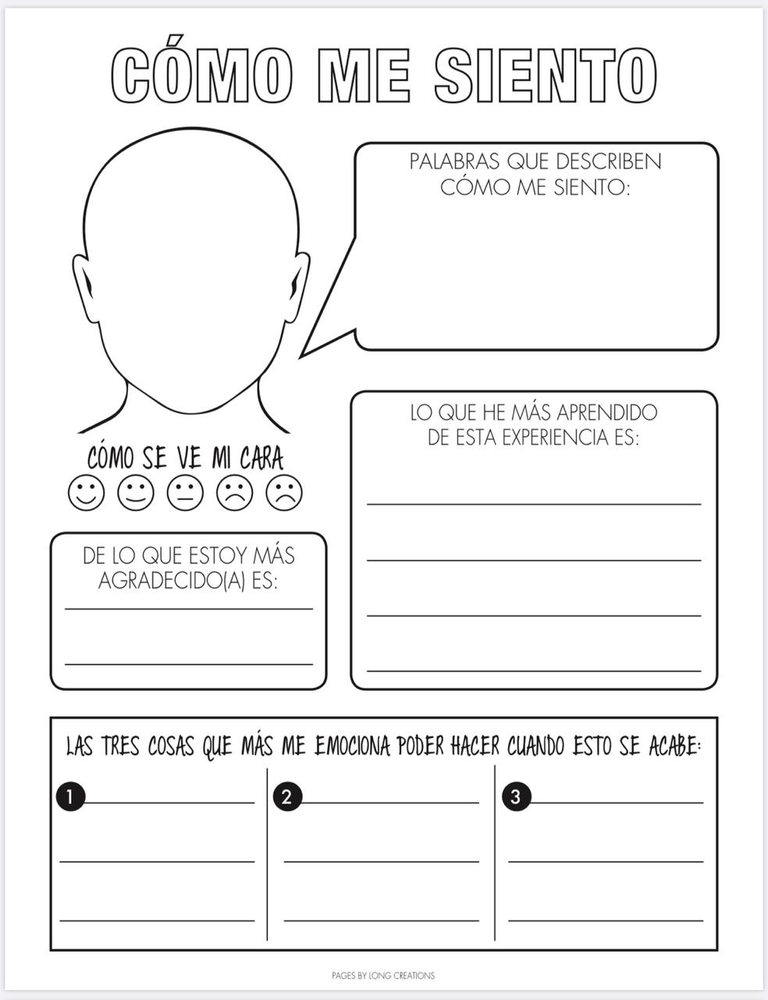 CÓMO ME SIENTO
PALABRAS QUE DESCRIBEN
CÓMO ME SIENTO:
CÓMO SE VE MI CARA
LO QUE HE MÁS APRENDIDO
DE ESTA EXPERIENCIA ES:
DE LO QUE ESTOY MÁS
AGRADECIDO(A) ES:
LAS TRES COSAS QUE MÁS ME EMOCIONA PODER HACER CUANDO ESTO SE ACABE:
1
2
3
PAGES BY LONG CREATIONS